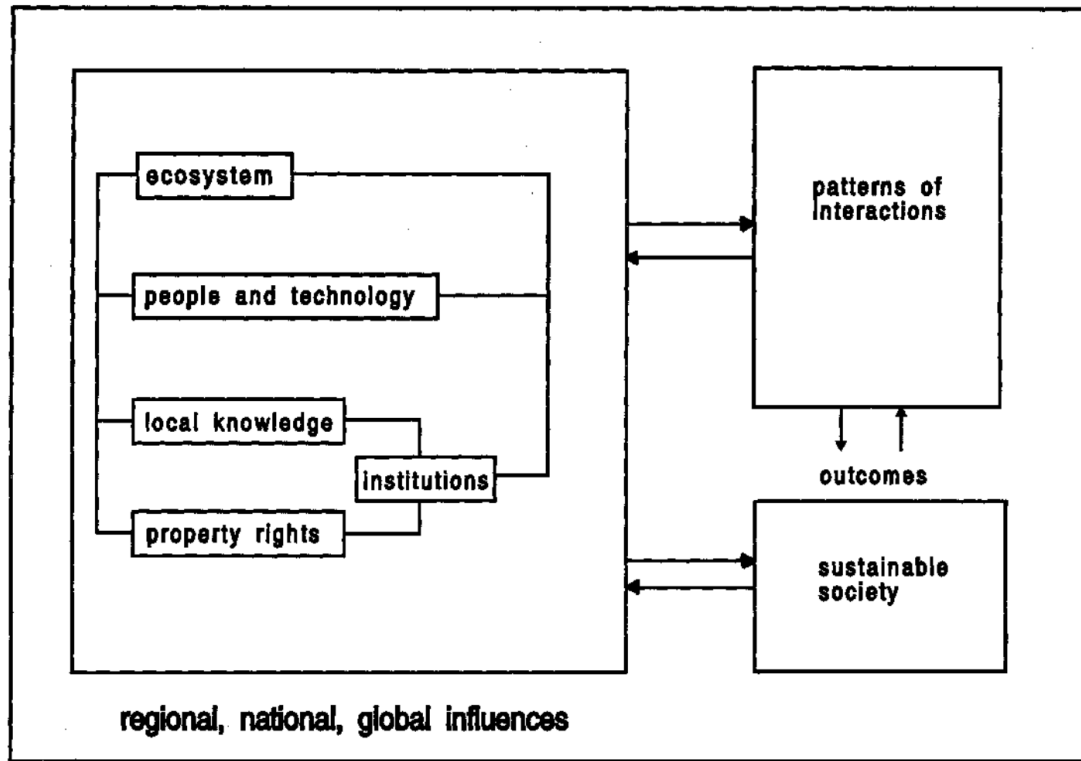 ecosystem
people and technology
local knowledge
institutions
property rights
patterns of
interactions
outcomes
sustainable
society
regional, national, global influences